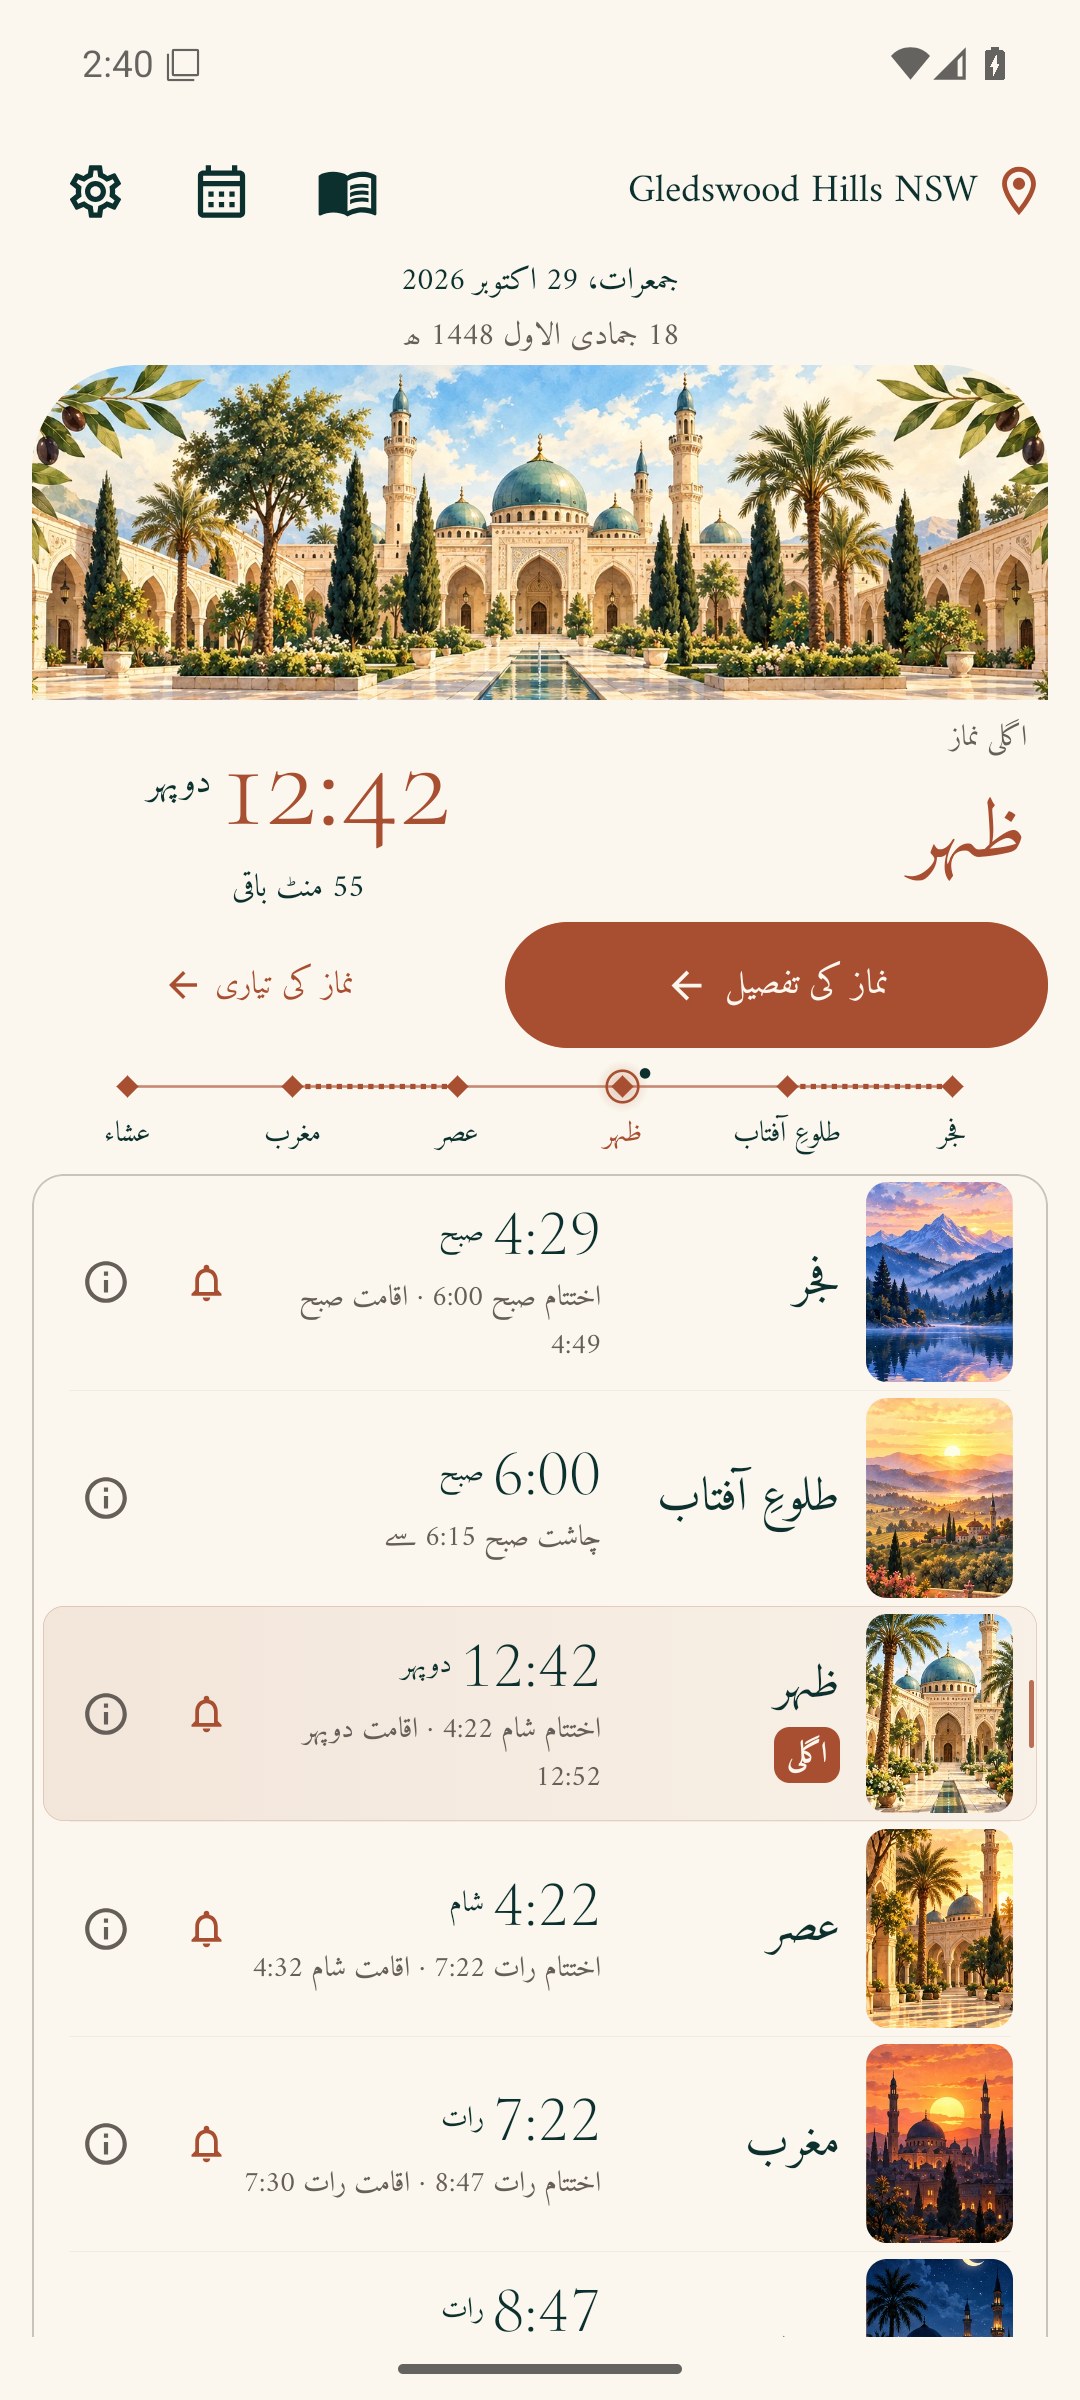 2:40
Gledswood Hills NSW
جمعرات، 29 اکتوبر 2026
18 جمادی الاول 1448 ھ
اگلی نماز
ظہر
12:42 دوپہر
55 منٹ باقی
نماز کی تفصیل
نماز کی تیاری
فجر
طلوعِ آفتاب
ظہر
عصر
مغرب
عشاء
فجر
4:29 صبح
اختتام صبح 6:00 · اقامت صبح
4:49
طلوعِ آفتاب
6:00 صبح
چاشت صبح 6:15 سے
ظہر
اگلی
12:42 دوپہر
اختتام شام 4:22 · اقامت دوپہر
12:52
عصر
4:22 شام
اختتام رات 7:22 · اقامت شام 4:32
مغرب
7:22 رات
اختتام رات 8:47 · اقامت رات 7:30
8:47 رات